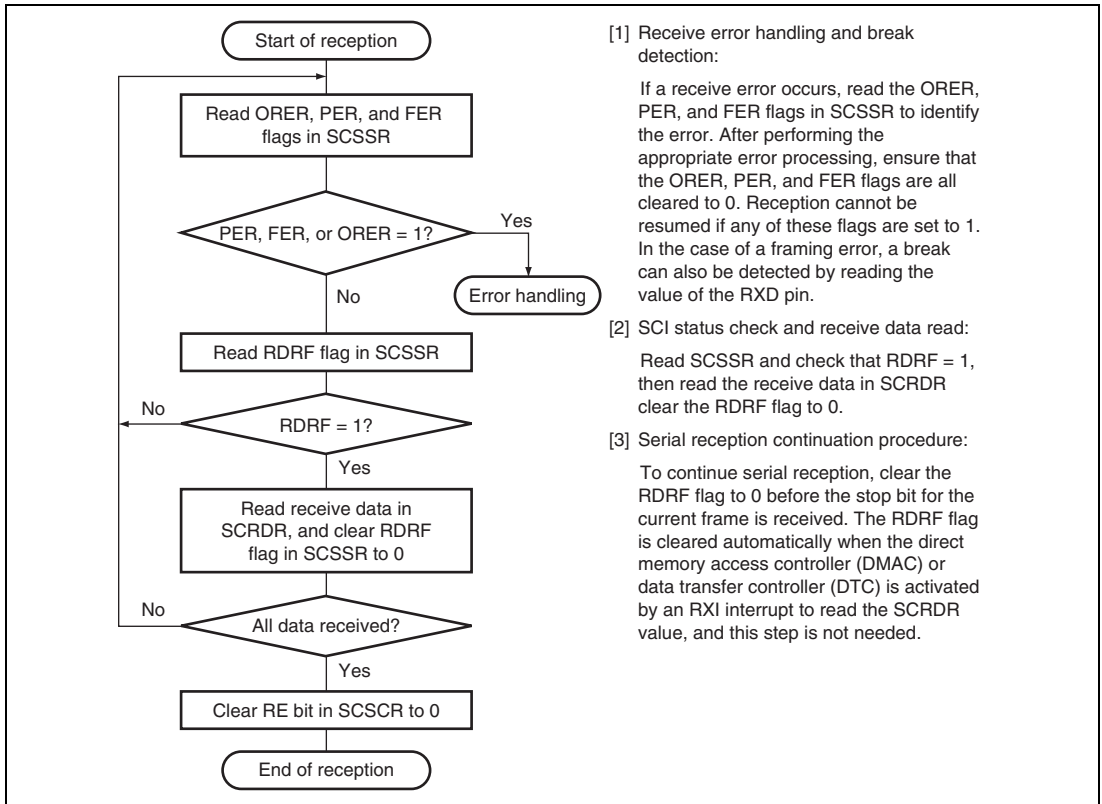 Start of reception
Read ORER, PER, and FER
flags in SCSSR
PER, FER, or ORER = 1?
Yes
Error handling
No
Read RDRF flag in SCSSR
No
RDRF = 1?
Yes
Read receive data in
SCRDR, and clear RDRF
flag in SCSSR to 0
No
All data received?
Yes
Clear RE bit in SCSCR to 0
End of reception
[1] Receive error handling and break
detection:
If a receive error occurs, read the ORER,
PER, and FER flags in SCSSR to identify
the error. After performing the
appropriate error processing, ensure that
the ORER, PER, and FER flags are all
cleared to 0. Reception cannot be
resumed if any of these flags are set to 1.
In the case of a framing error, a break
can also be detected by reading the
value of the RXD pin.
[2] SCI status check and receive data read:
Read SCSSR and check that RDRF = 1,
then read the receive data in SCRDR
clear the RDRF flag to 0.
[3] Serial reception continuation procedure:
To continue serial reception, clear the
RDRF flag to 0 before the stop bit for the
current frame is received. The RDRF flag
is cleared automatically when the direct
memory access controller (DMAC) or
data transfer controller (DTC) is activated
by an RXI interrupt to read the SCRDR
value, and this step is not needed.